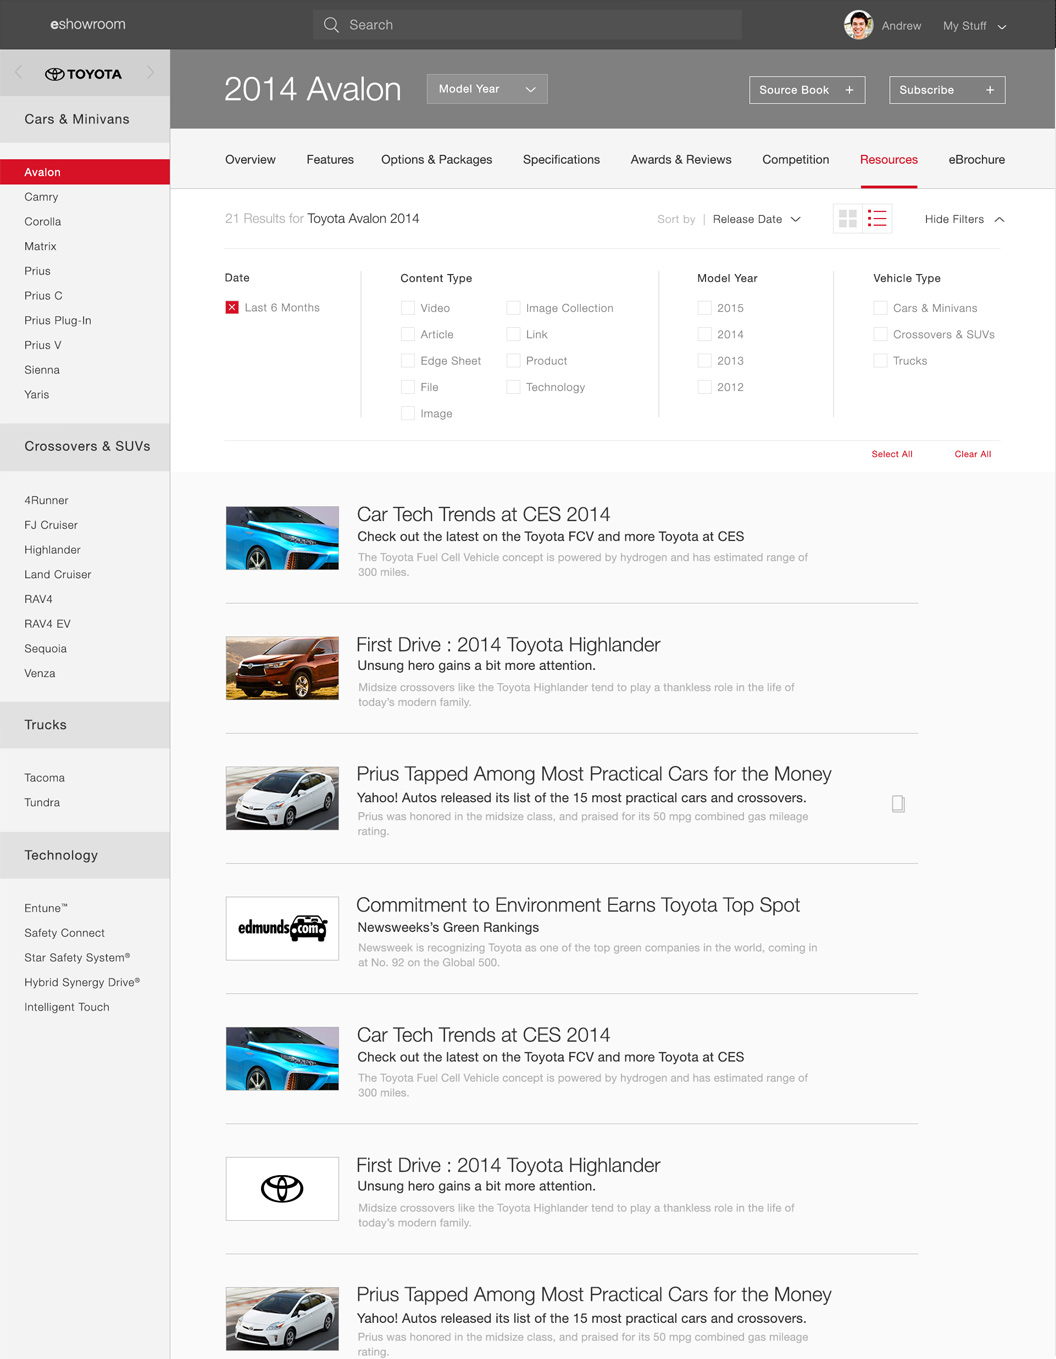 eshowroom
Search
Andrew
My Stuff
TOYOTA
2014 Avalon
Model Year
Source Book +
Subscribe +
Cars & Minivans
Avalon
Camry
Corolla
Matrix
Prius
Prius C
Prius Plug-In
Prius V
Sienna
Yaris
Crossovers & SUVs
4Runner
FJ Cruiser
Highlander
Land Cruiser
RAV4
RAV4 EV
Sequoia
Venza
Trucks
Tacoma
Tundra
Technology
Entune™
Safety Connect
Star Safety System®
Hybrid Synergy Drive®
Intelligent Touch
Overview
Features
Options & Packages
Specifications
Awards & Reviews
Competition
Resources
eBrochure
21 Results for Toyota Avalon 2014
Sort by | Release Date
Hide Filters
Date
Last 6 Months
Content Type
Video
Article
Edge Sheet
File
Image
Image Collection
Link
Product
Technology
Model Year
2015
2014
2013
2012
Vehicle Type
Cars & Minivans
Crossovers & SUVs
Trucks
Select All
Clear All
Car Tech Trends at CES 2014
Check out the latest on the Toyota FCV and more Toyota at CES
The Toyota Fuel Cell Vehicle concept is powered by hydrogen and has estimated range of
300 miles.
First Drive : 2014 Toyota Highlander
Unsung hero gains a bit more attention.
Midsize crossovers like the Toyota Highlander tend to play a thankless role in the life of
today's modern family.
Prius Tapped Among Most Practical Cars for the Money
Yahoo! Autos released its list of the 15 most practical cars and crossovers.
Prius was honored in the midsize class, and praised for its 50 mpg combined gas mileage
rating.
edmunds.com
Commitment to Environment Earns Toyota Top Spot
Newsweeks's Green Rankings
Newsweek is recognizing Toyota as one of the top green companies in the world, coming in
at No. 92 on the Global 500.
Car Tech Trends at CES 2014
Check out the latest on the Toyota FCV and more Toyota at CES
The Toyota Fuel Cell Vehicle concept is powered by hydrogen and has estimated range of
300 miles.
First Drive : 2014 Toyota Highlander
Unsung hero gains a bit more attention.
Midsize crossovers like the Toyota Highlander tend to play a thankless role in the life of
today's modern family.
Prius Tapped Among Most Practical Cars for the Money
Yahoo! Autos released its list of the 15 most practical cars and crossovers.
Prius was honored in the midsize class, and praised for its 50 mpg combined gas mileage
rating.